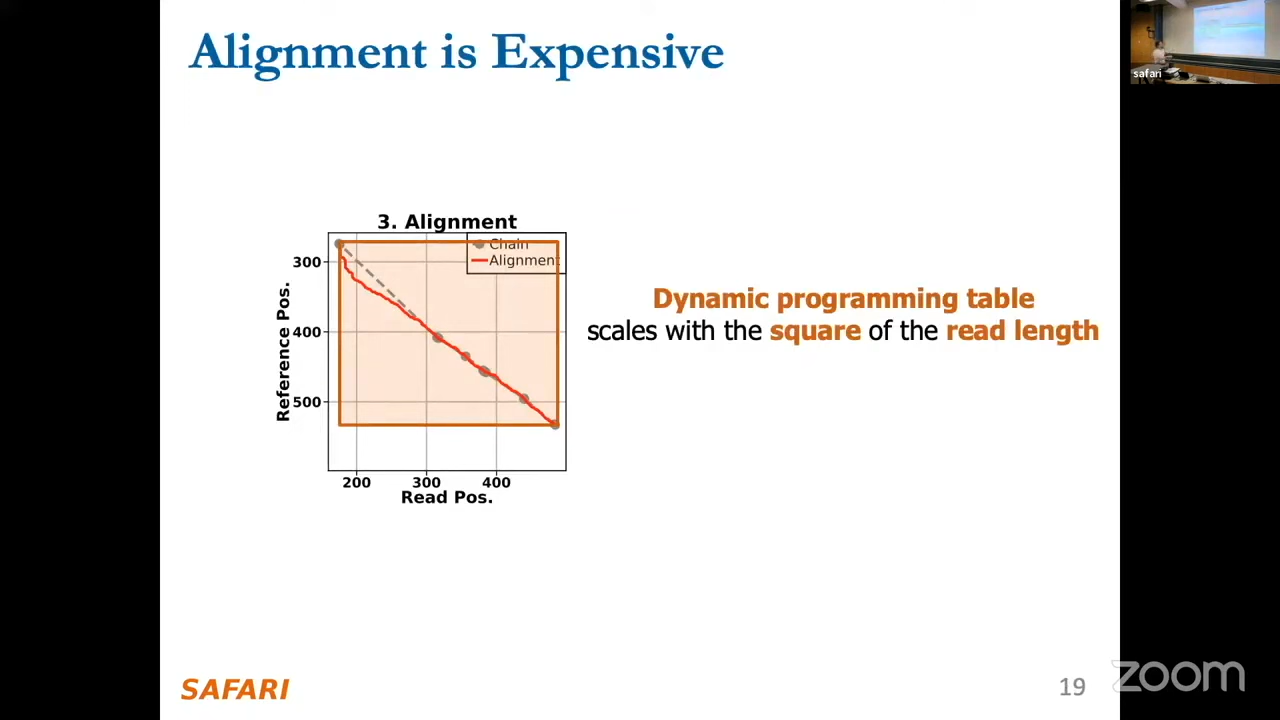 Alignment is Expensive
safari
3. Alignment
Chain
Alignment
300
400
500
Reference Pos.
200 300 400
Read Pos.
Dynamic programming table
scales with the square of the read length
SAFARI
19
zoom